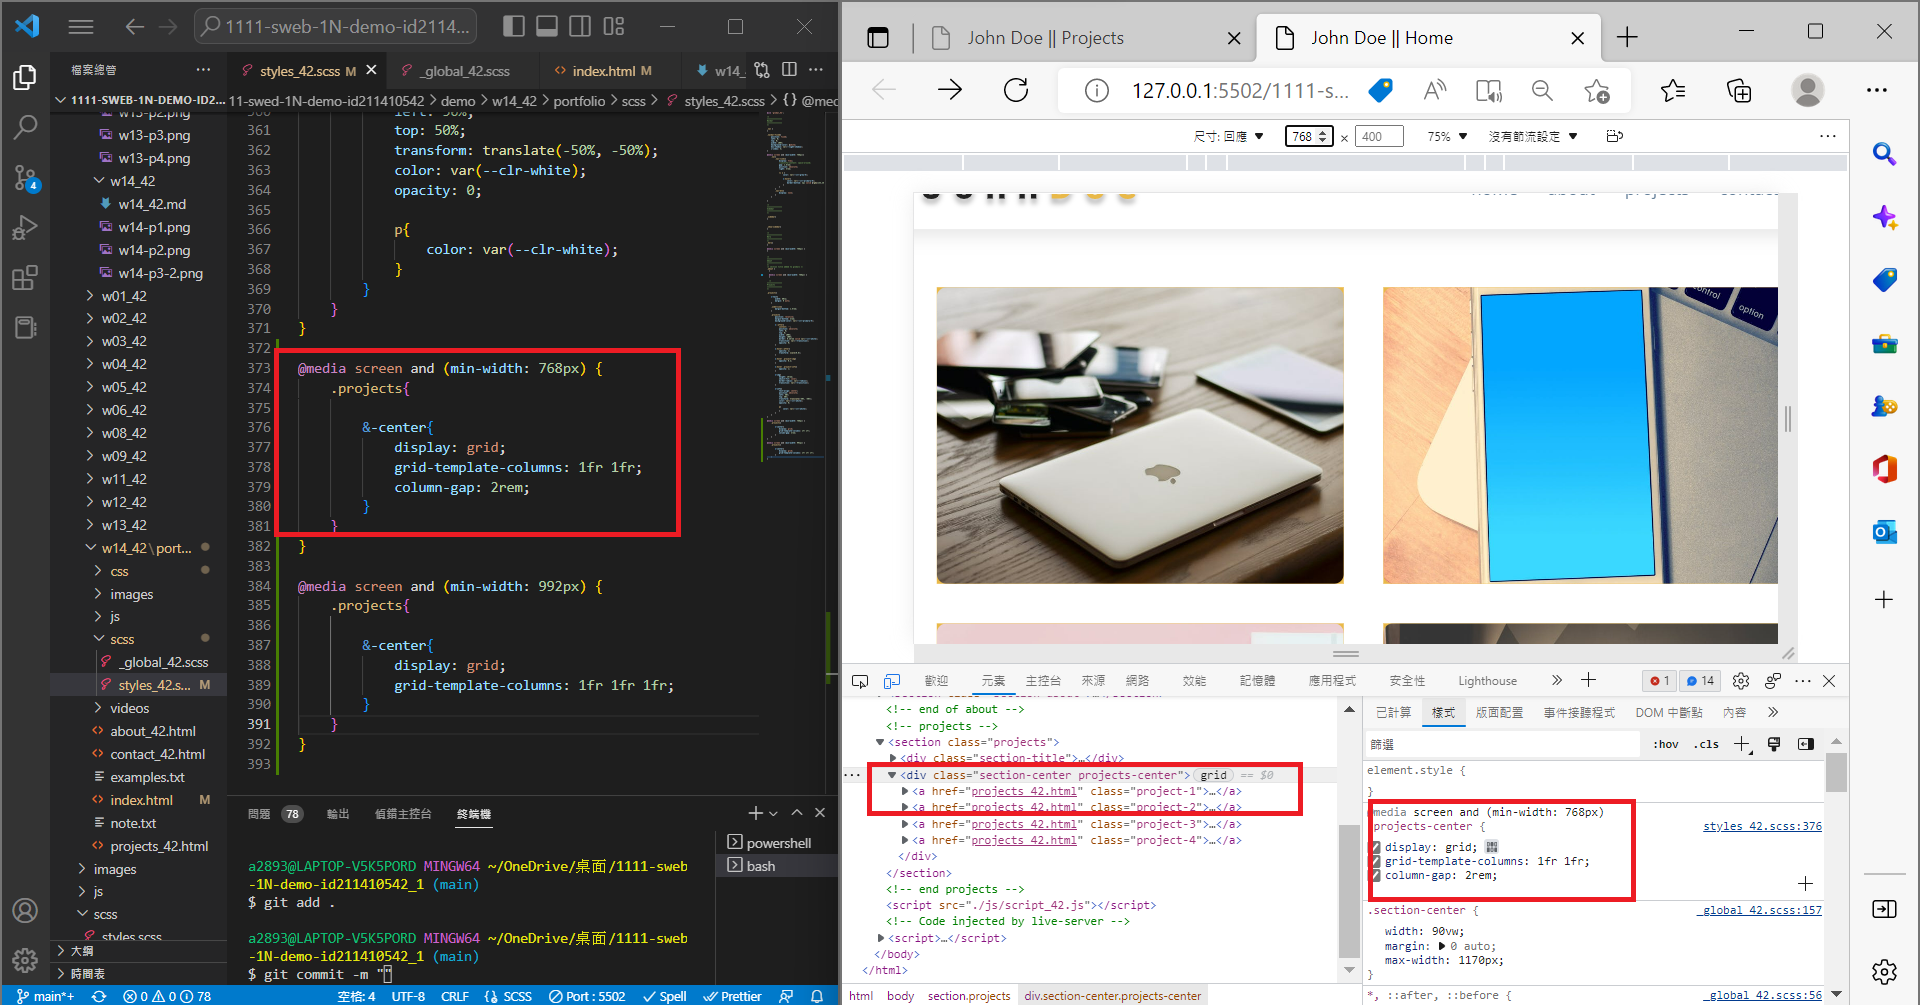 1111-sweb-1N-demo-id2114...
檔案總管
styles_42.scss M
_global_42.scss
index.html M
w14_
1111-SWEB-1N-DEMO-ID2...
11-swed-1N-demo-id211410542 > demo > w14_42 > portfolio > scss > styles_42.scss > {} @med
w13-p2.png
w13-p3.png
w13-p4.png
w14_42
w14_42.md
w14-p1.png
w14-p2.png
w14-p3-2.png
w01_42
w02_42
w03_42
w04_42
w05_42
w06_42
w08_42
w09_42
w11_42
w12_42
w13_42
w14_42\port...
css
images
js
scss
_global_42.scss
styles_42.s... M
videos
about_42.html
contact_42.html
examples.txt
index.html M
note.txt
projects_42.html
images
js
scss
styles.scss
大綱
時間表
360 left: 50%;
361 top: 50%;
362 transform: translate(-50%, -50%);
363 color: var(--clr-white);
364 opacity: 0;
365
366 p{
367 color: var(--clr-white);
368 }
369 }
370 }
371 }
372
373 @media screen and (min-width: 768px) {
374 .projects{
375
376 &-center{
377 display: grid;
378 grid-template-columns: 1fr 1fr;
379 column-gap: 2rem;
380 }
381 }
382 }
383
384 @media screen and (min-width: 992px) {
385 .projects{
386
387 &-center{
388 display: grid;
389 grid-template-columns: 1fr 1fr 1fr;
390 }
391 }
392 }
393
問題 78 輸出 偵錯主控台 終端機
powershell
bash
a2893@LAPTOP-V5K5PORD MINGW64 ~/OneDrive/桌面/1111-sweb
-1N-demo-id211410542_1 (main)
$ git add .
a2893@LAPTOP-V5K5PORD MINGW64 ~/OneDrive/桌面/1111-sweb
-1N-demo-id211410542_1 (main)
$ git commit -m ""
4
main*+ 0 0 78 空格: 4 UTF-8 CRLF {} SCSS Port : 5502 Spell Prettier
John Doe || Projects
John Doe || Home
127.0.0.1:5502/1111-s...
尺寸: 回應 ▼ 768 × 400 75% ▼ 沒有節流設定 ▼
home about projects contact
control
option
歡迎 元素 主控台 來源 網路 效能 記憶體 應用程式 安全性 Lighthouse 1 14
<!-- end of about -->
<!-- projects -->
<section class="projects">
<div class="section-title">…</div>
<div class="section-center projects-center"> grid == $0
<a href="projects_42.html" class="project-1">…</a>
<a href="projects_42.html" class="project-2">…</a>
<a href="projects_42.html" class="project-3">…</a>
<a href="projects_42.html" class="project-4">…</a>
</div>
</section>
<!-- end projects -->
<script src="./js/script_42.js"></script>
<!-- Code injected by live-server -->
<script>…</script>
</body>
</html>
html body section.projects div.section-center.projects-center
已計算 樣式 版面配置 事件接聽程式 DOM 中斷點 內容
篩選 :hov .cls
element.style {
}
media screen and (min-width: 768px)
projects-center { styles_42.scss:376
display: grid;
grid-template-columns: 1fr 1fr;
column-gap: 2rem;
.section-center { _global_42.scss:157
width: 90vw;
margin: 0 auto;
max-width: 1170px;
}
*, ::after, ::before { _global_42.scss:56